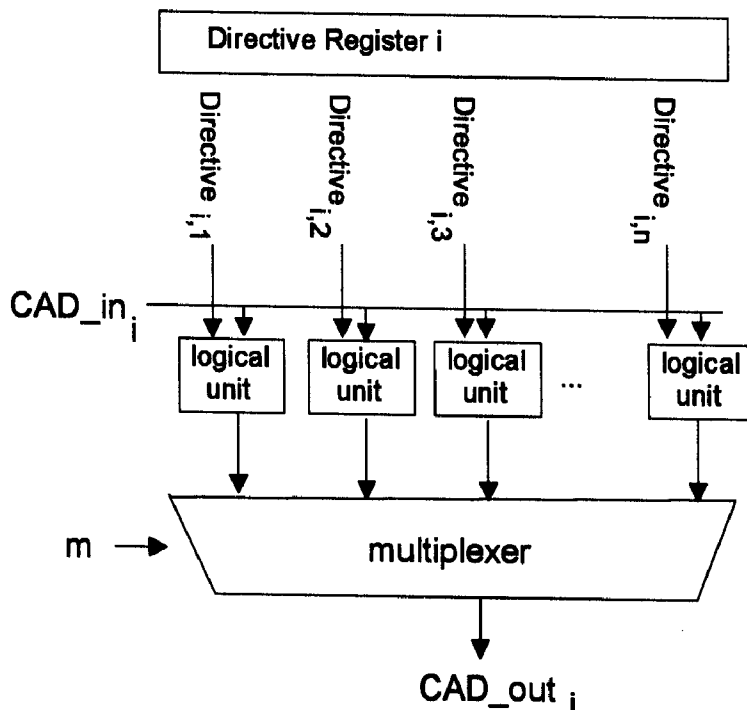 Directive Register i
Directive i,1
Directive i,2
Directive i,3
Directive i,n
CAD_in i
logical unit
logical unit
logical unit
...
logical unit
m
multiplexer
CAD_out i